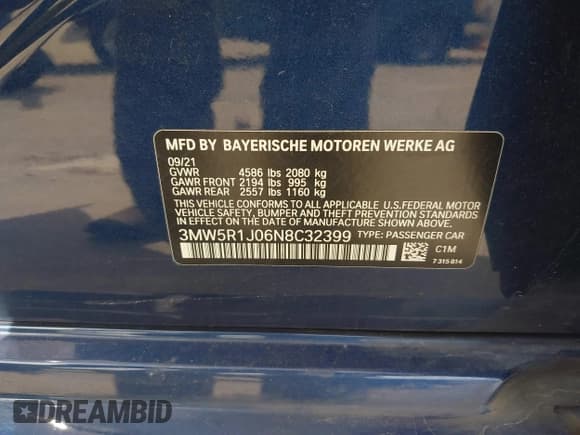 MFD BY BAYERISCHE MOTOREN WERKE AG
09/21
GVWR 4586 lbs 2080 kg
GAWR FRONT 2194 lbs 995 kg
GAWR REAR 2557 lbs 1160 kg
THIS VEHICLE CONFORMS TO ALL APPLICABLE U.S.FEDERAL MOTOR
VEHICLE SAFETY, BUMPER, AND THEFT PREVENTION
STANDARDS IN EFFECT ON THE DATE OF
MANUFACTURE SHOWN ABOVE.
3MW5R1J06N8C32399 TYPE: PASSENGER CAR
C1M
7 315 814
DREAMBID